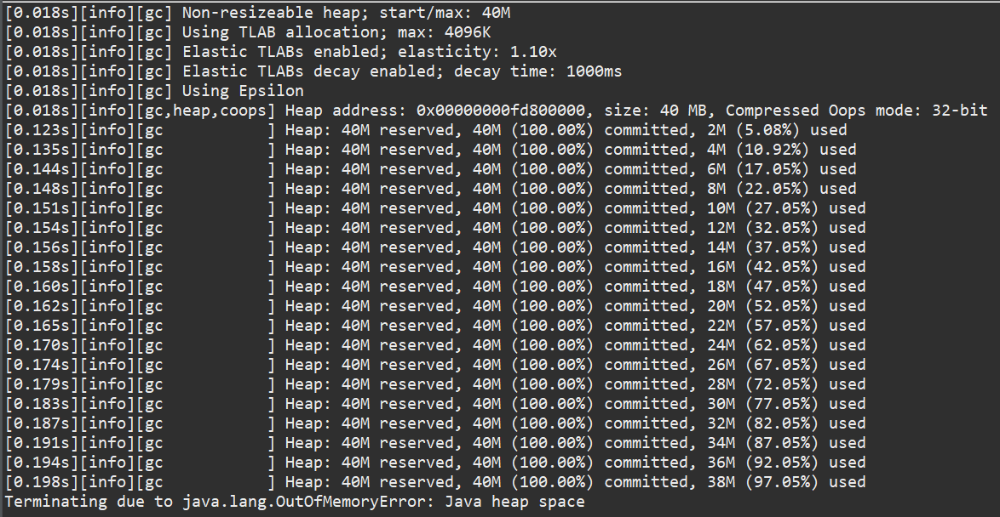 [0.018s][info][gc] Non-resizeable heap; start/max: 40M
[0.018s][info][gc] Using TLAB allocation; max: 4096K
[0.018s][info][gc] Elastic TLABs enabled; elasticity: 1.10x
[0.018s][info][gc] Elastic TLABs decay enabled; decay time: 1000ms
[0.018s][info][gc] Using Epsilon
[0.018s][info][gc,heap,coops] Heap address: 0x00000000fd800000, size: 40 MB, Compressed Oops mode: 32-bit
[0.123s][info][gc           ] Heap: 40M reserved, 40M (100.00%) committed, 2M (5.08%) used
[0.135s][info][gc           ] Heap: 40M reserved, 40M (100.00%) committed, 4M (10.92%) used
[0.144s][info][gc           ] Heap: 40M reserved, 40M (100.00%) committed, 6M (17.05%) used
[0.148s][info][gc           ] Heap: 40M reserved, 40M (100.00%) committed, 8M (22.05%) used
[0.151s][info][gc           ] Heap: 40M reserved, 40M (100.00%) committed, 10M (27.05%) used
[0.154s][info][gc           ] Heap: 40M reserved, 40M (100.00%) committed, 12M (32.05%) used
[0.156s][info][gc           ] Heap: 40M reserved, 40M (100.00%) committed, 14M (37.05%) used
[0.158s][info][gc           ] Heap: 40M reserved, 40M (100.00%) committed, 16M (42.05%) used
[0.160s][info][gc           ] Heap: 40M reserved, 40M (100.00%) committed, 18M (47.05%) used
[0.162s][info][gc           ] Heap: 40M reserved, 40M (100.00%) committed, 20M (52.05%) used
[0.165s][info][gc           ] Heap: 40M reserved, 40M (100.00%) committed, 22M (57.05%) used
[0.170s][info][gc           ] Heap: 40M reserved, 40M (100.00%) committed, 24M (62.05%) used
[0.174s][info][gc           ] Heap: 40M reserved, 40M (100.00%) committed, 26M (67.05%) used
[0.179s][info][gc           ] Heap: 40M reserved, 40M (100.00%) committed, 28M (72.05%) used
[0.183s][info][gc           ] Heap: 40M reserved, 40M (100.00%) committed, 30M (77.05%) used
[0.187s][info][gc           ] Heap: 40M reserved, 40M (100.00%) committed, 32M (82.05%) used
[0.191s][info][gc           ] Heap: 40M reserved, 40M (100.00%) committed, 34M (87.05%) used
[0.194s][info][gc           ] Heap: 40M reserved, 40M (100.00%) committed, 36M (92.05%) used
[0.198s][info][gc           ] Heap: 40M reserved, 40M (100.00%) committed, 38M (97.05%) used
Terminating due to java.lang.OutOfMemoryError: Java heap space